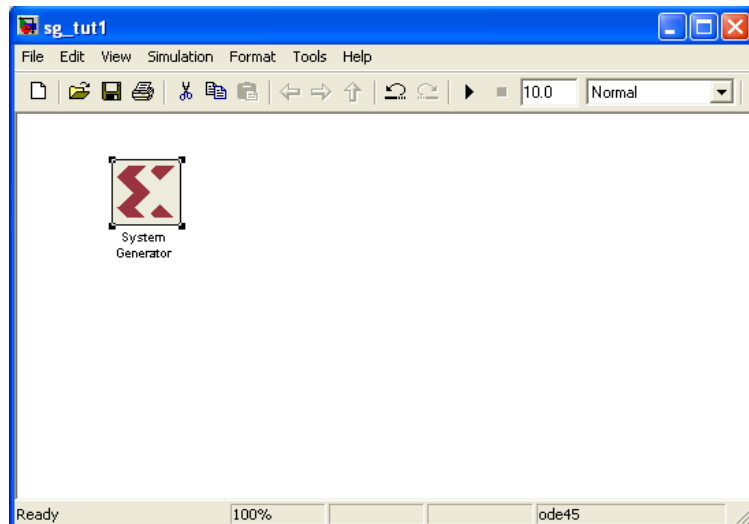 sg_tut1
File Edit View Simulation Format Tools Help
10.0 Normal
System
Generator
Ready 100% ode45